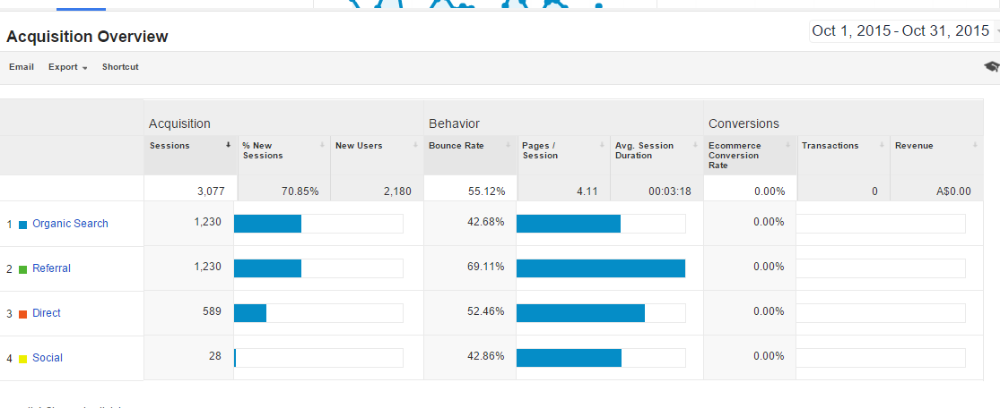 Acquisition Overview
Oct 1, 2015 - Oct 31, 2015
Email Export Shortcut
Acquisition Behavior Conversions
Sessions % New Sessions New Users Bounce Rate Pages / Session Avg. Session Duration Ecommerce Conversion Rate Transactions Revenue
3,077 70.85% 2,180 55.12% 4.11 00:03:18 0.00% 0 A$0.00
1 Organic Search 1,230 42.68% 0.00%
2 Referral 1,230 69.11% 0.00%
3 Direct 589 52.46% 0.00%
4 Social 28 42.86% 0.00%